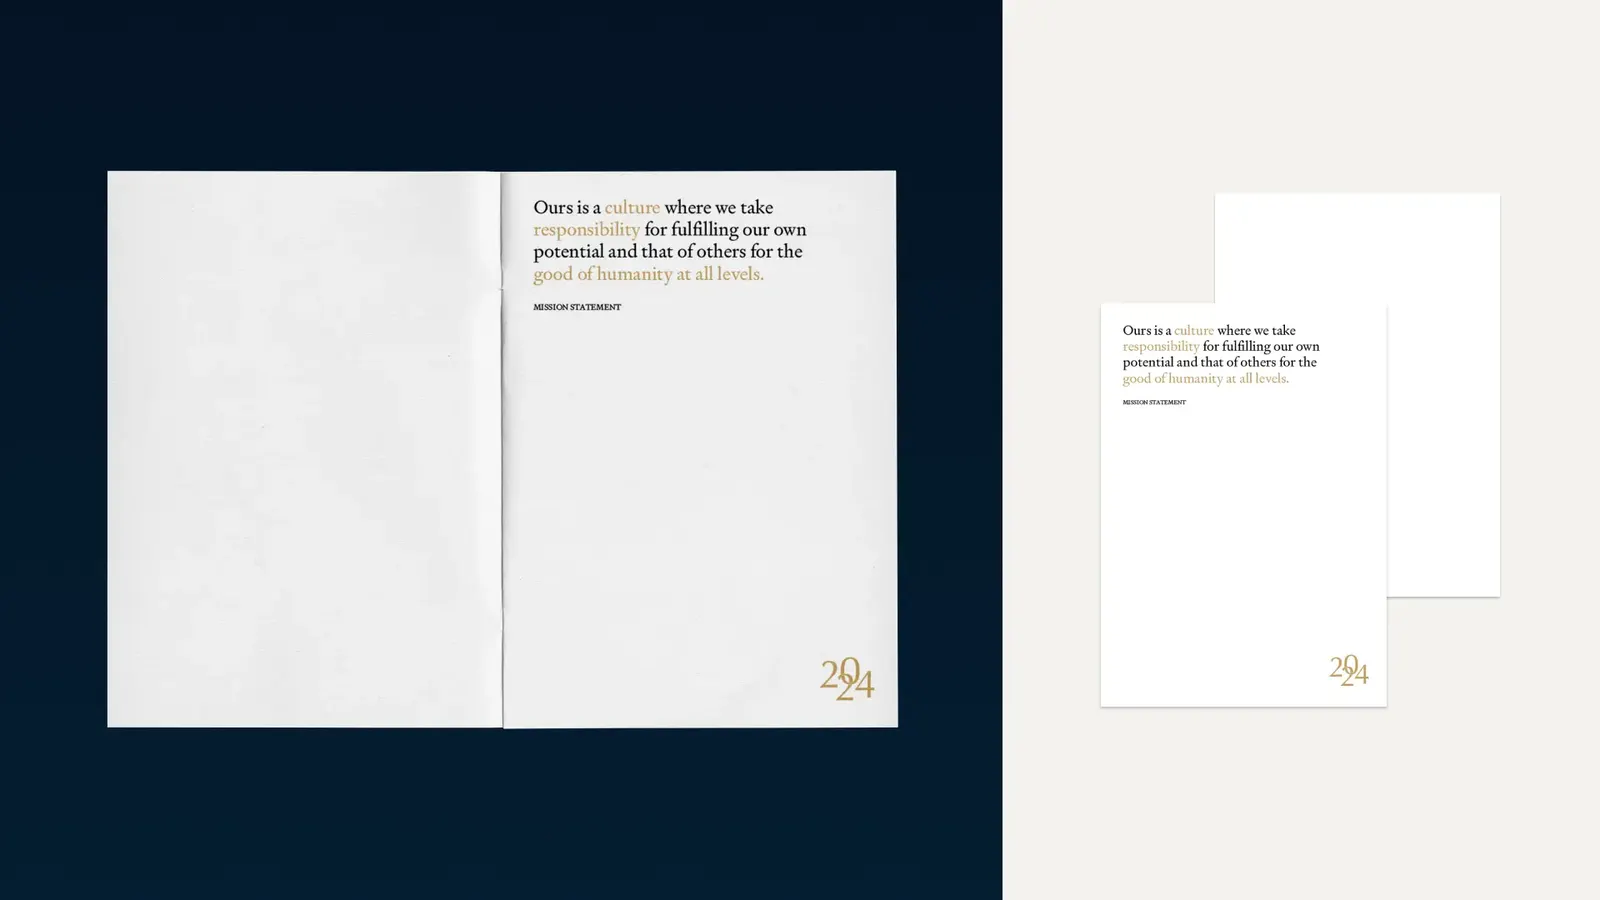 Ours is a culture where we take
responsibility for fulfilling our own
potential and that of others for the
good of humanity at all levels.
MISSION STATEMENT
2024
Ours is a culture where we take
responsibility for fulfilling our own
potential and that of others for the
good of humanity at all levels.
MISSION STATEMENT
2024